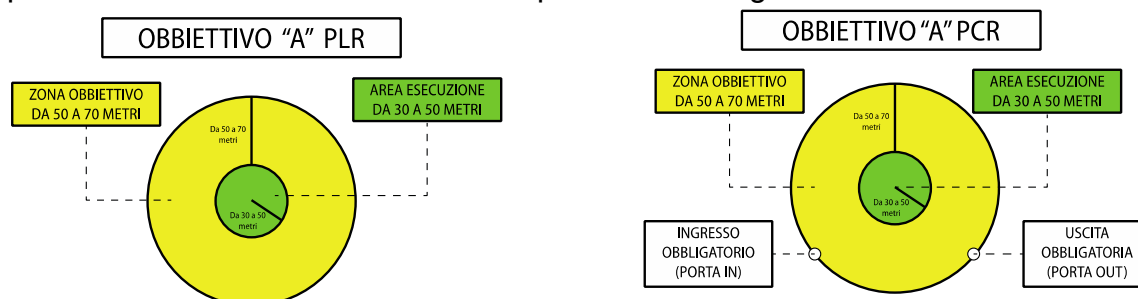 OBBIETTIVO "A" PLR
ZONA OBBIETTIVO
DA 50 A 70 METRI
AREA ESECUZIONE
DA 30 A 50 METRI
Da 50 a 70
metri
Da 30 a 50
metri
OBBIETTIVO "A" PCR
ZONA OBBIETTIVO
DA 50 A 70 METRI
AREA ESECUZIONE
DA 30 A 50 METRI
Da 50 a 70
metri
Da 30 a 50
metri
INGRESSO
OBBLIGATORIO
(PORTA IN)
USCITA
OBBLIGATORIA
(PORTA OUT)